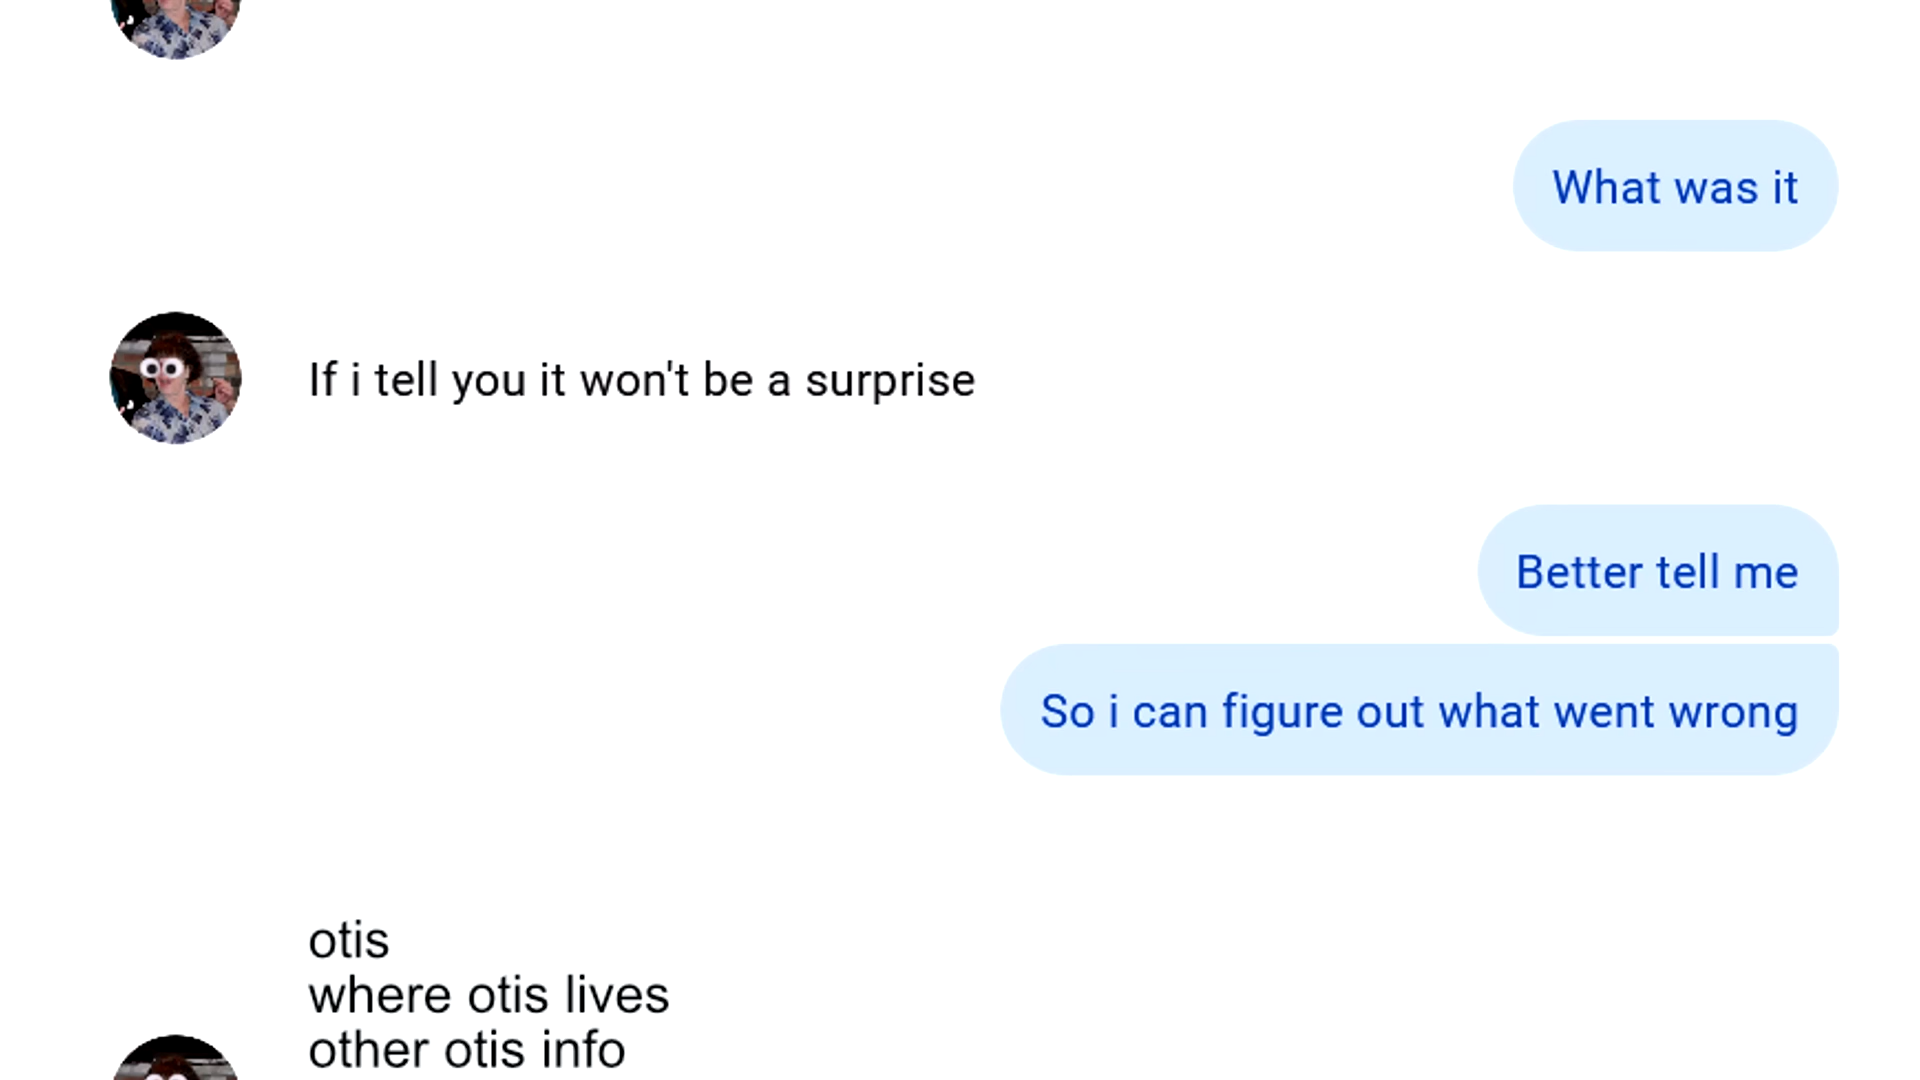 What was it
If i tell you it won't be a surprise
Better tell me
So i can figure out what went wrong
otis
where otis lives
other otis info